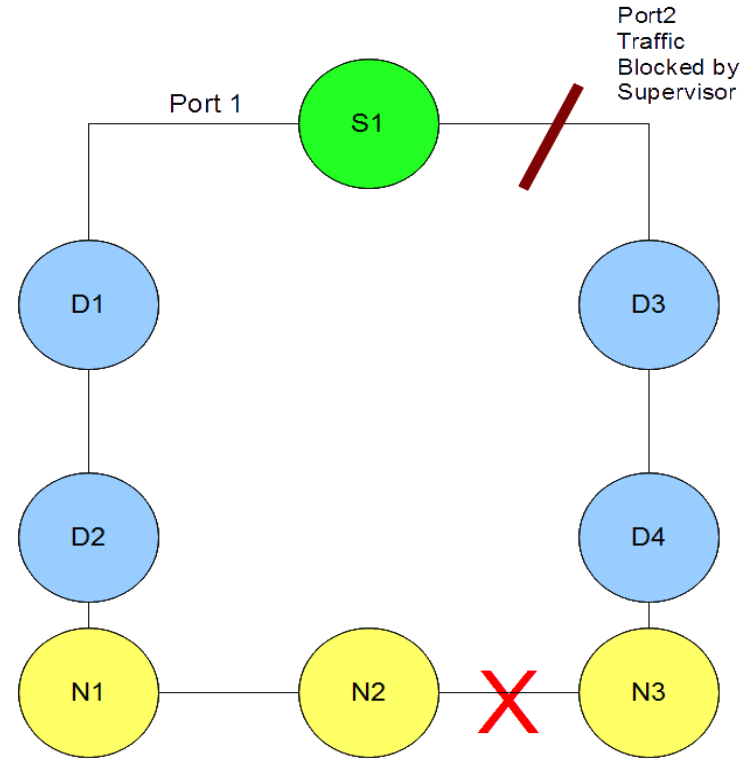 Port2
Traffic
Blocked by
Supervisor
Port 1
S1
D1
D3
D2
D4
N1
N2
N3